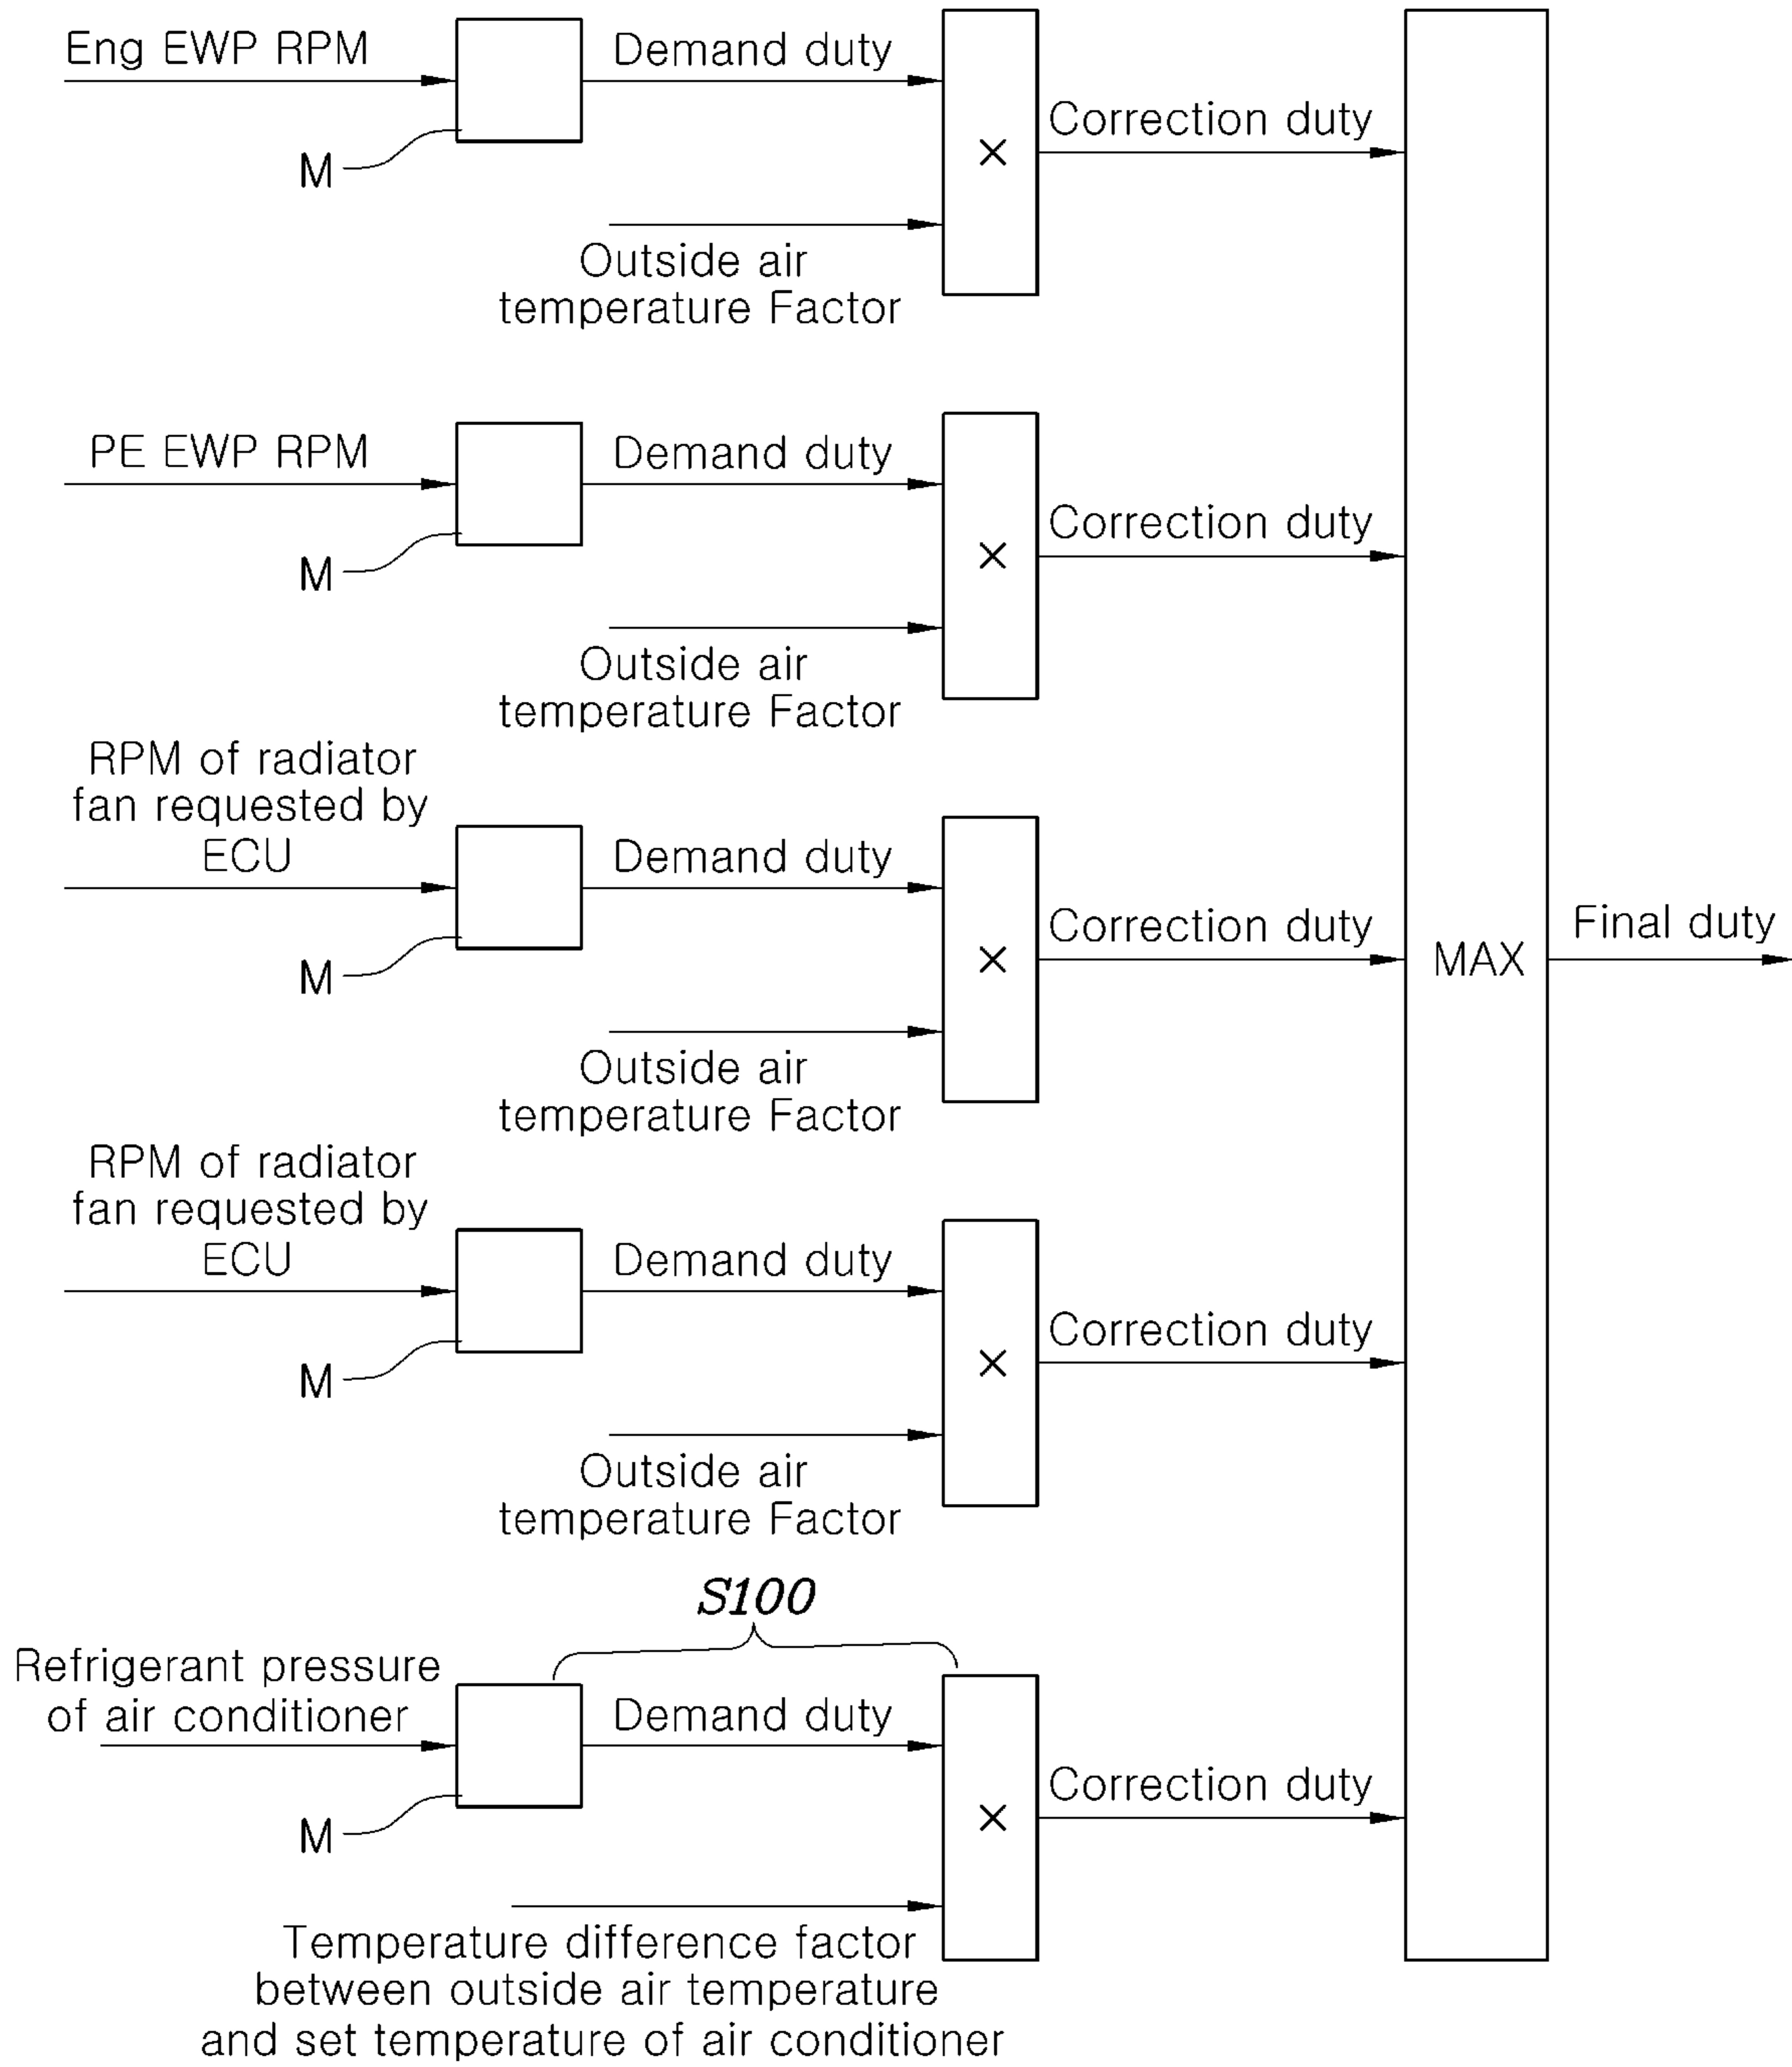 Eng EWP RPM
Demand duty
Correction duty
M
×
Outside air
temperature Factor
PE EWP RPM
Demand duty
Correction duty
M
×
Outside air
temperature Factor
RPM of radiator
fan requested by
ECU
Demand duty
Correction duty
M
×
MAX
Final duty
Outside air
temperature Factor
RPM of radiator
fan requested by
ECU
Demand duty
Correction duty
M
×
Outside air
temperature Factor
S100
Refrigerant pressure
of air conditioner
Demand duty
Correction duty
M
×
Temperature difference factor
between outside air temperature
and set temperature of air conditioner